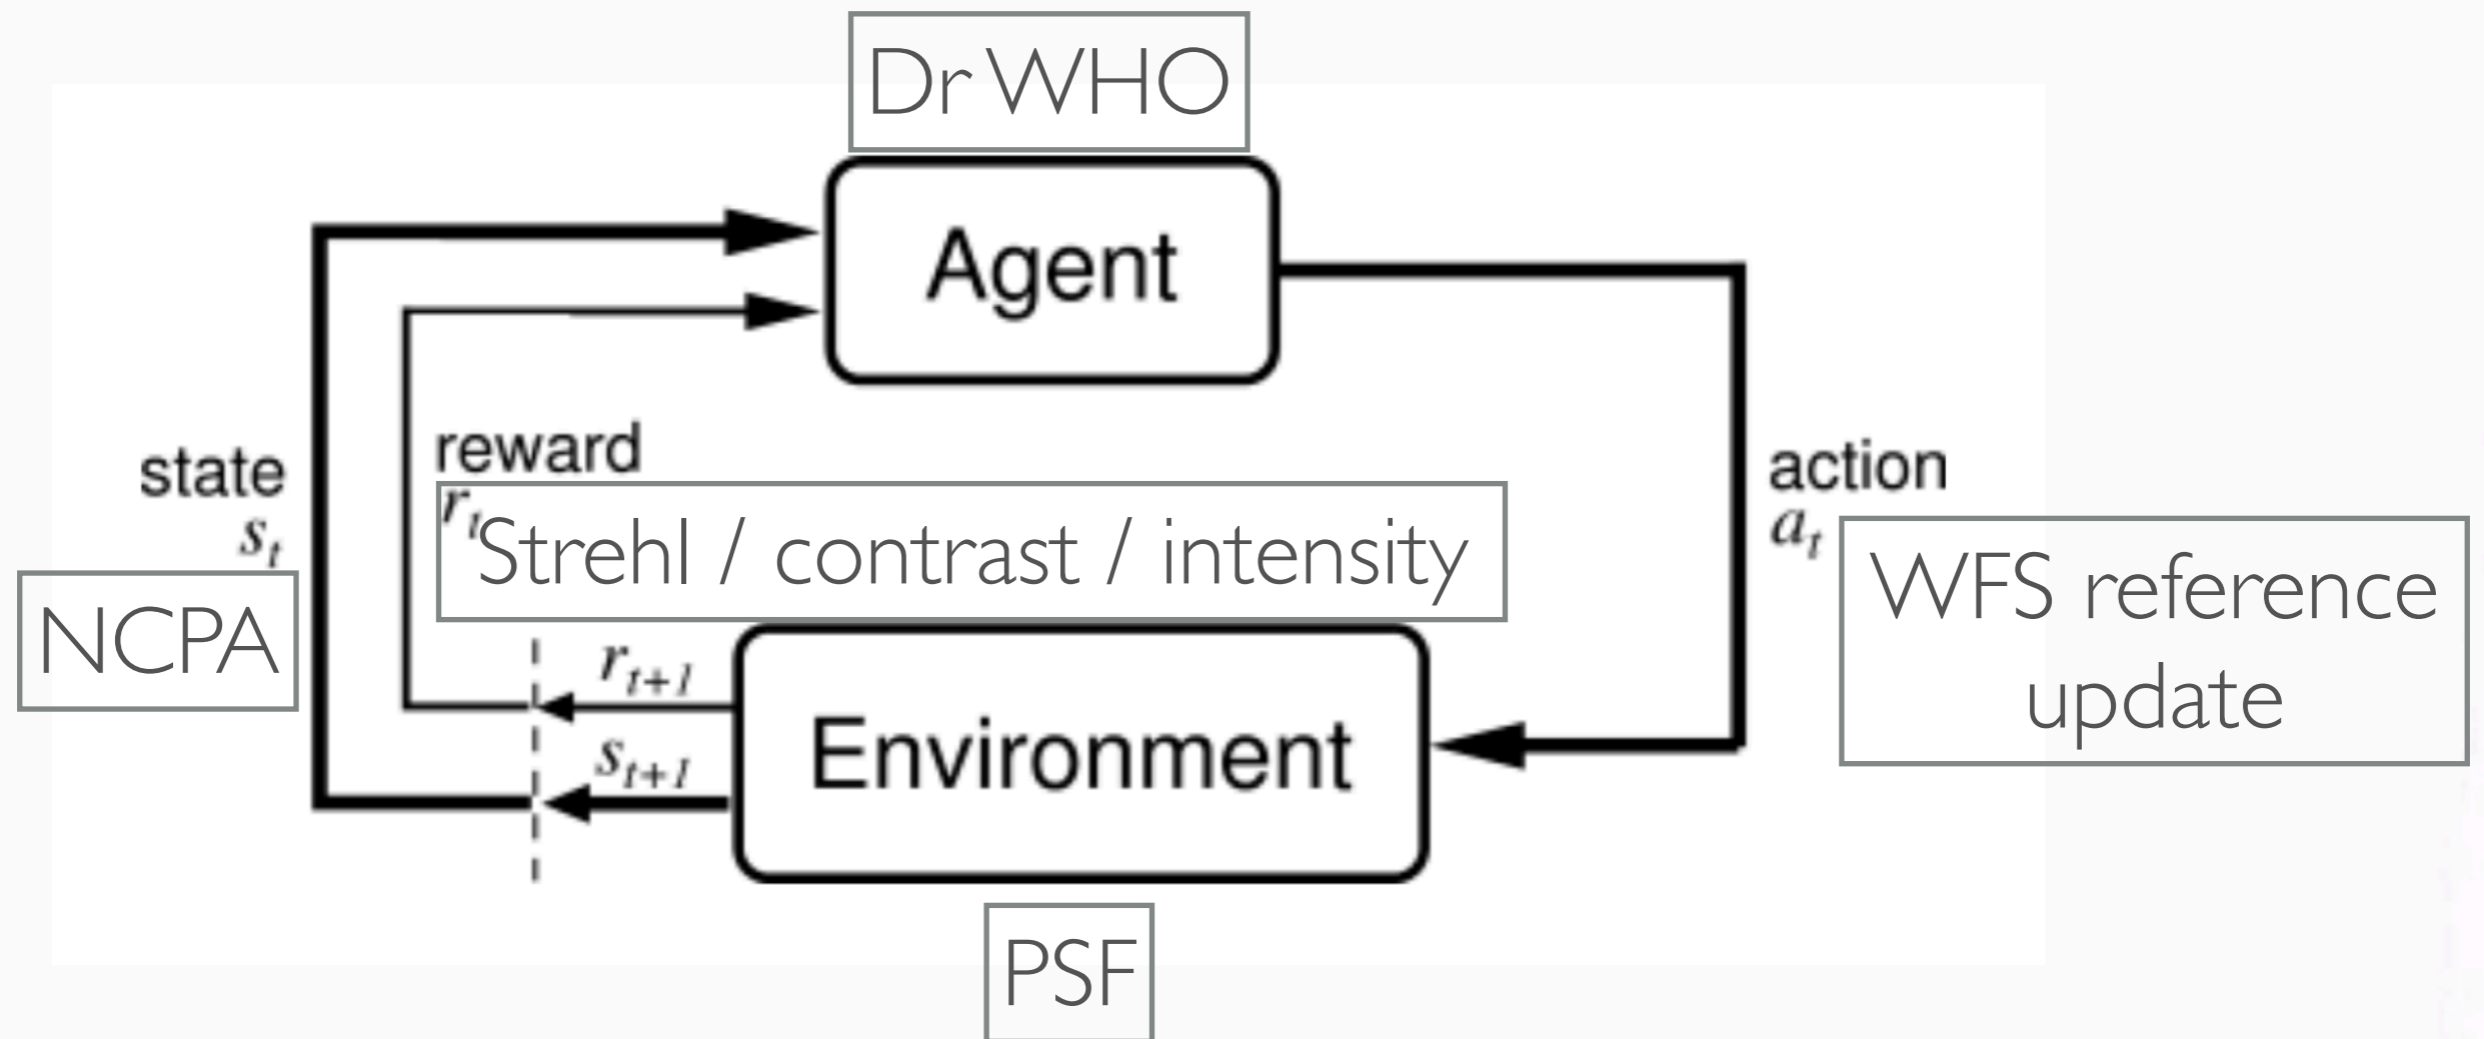 Dr WHO
Agent
reward
state
r_t
s_t
Strehl / contrast / intensity
action
a_t
NCPA
WFS reference
update
r_{t+1}
s_{t+1}
Environment
PSF